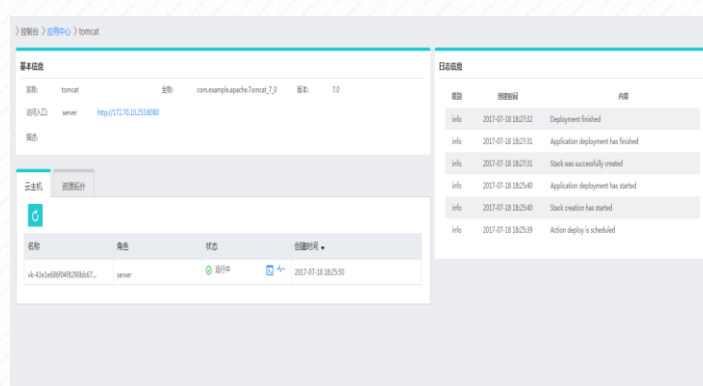 〉控制台 〉应用中心 〉tomcat
基本信息
名称: tomcat 全称: com.example.apache.Tomcat_7_0 版本: 7.0
访问入口: server http://172.70.10.253:8080
描述:
云主机 资源拓扑
名称 角色 状态 创建时间
vk-43e1e686f04f8290bb67... server 运行中 2017-07-18 18:25:50
日志信息
级别 创建时间 内容
info 2017-07-18 18:27:32 Deployment finished
info 2017-07-18 18:27:31 Application deployment has finished
info 2017-07-18 18:27:31 Stack was successfully created
info 2017-07-18 18:25:40 Application deployment has started
info 2017-07-18 18:25:40 Stack creation has started
info 2017-07-18 18:25:39 Action deploy is scheduled